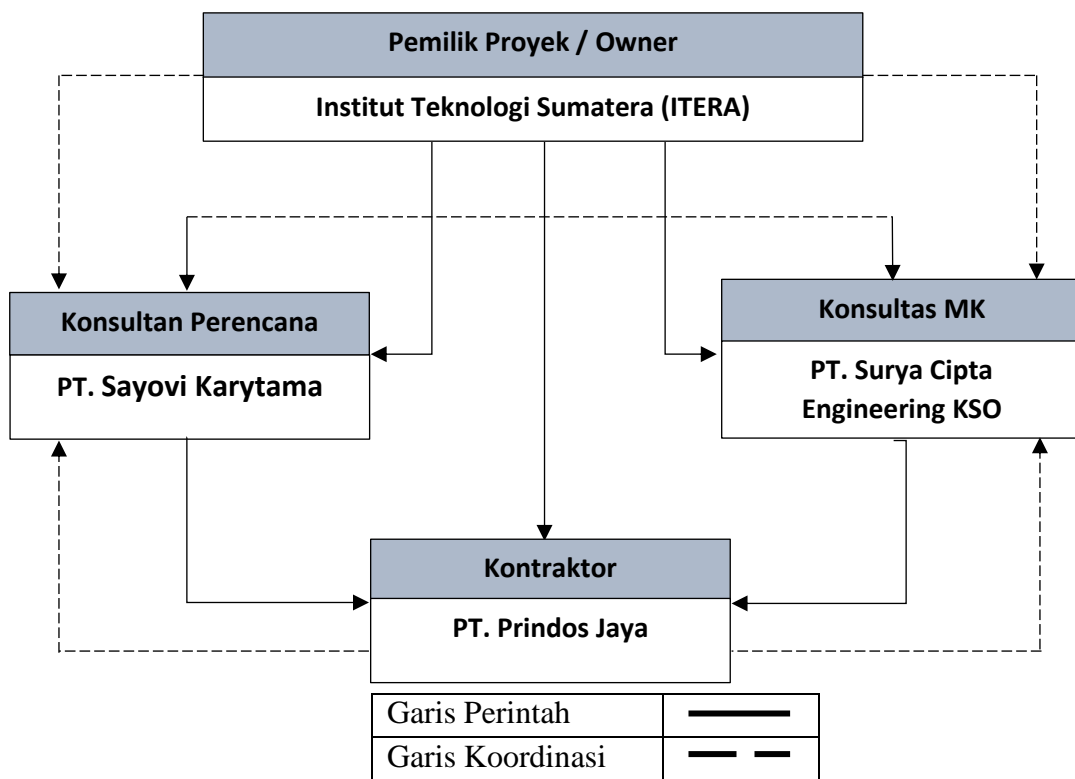 Pemilik Proyek / Owner
Institut Teknologi Sumatera (ITERA)
Konsultan Perencana
PT. Sayovi Karytama
Konsultas MK
PT. Surya Cipta
Engineering KSO
Kontraktor
PT. Prindos Jaya
Garis Perintah
Garis Koordinasi